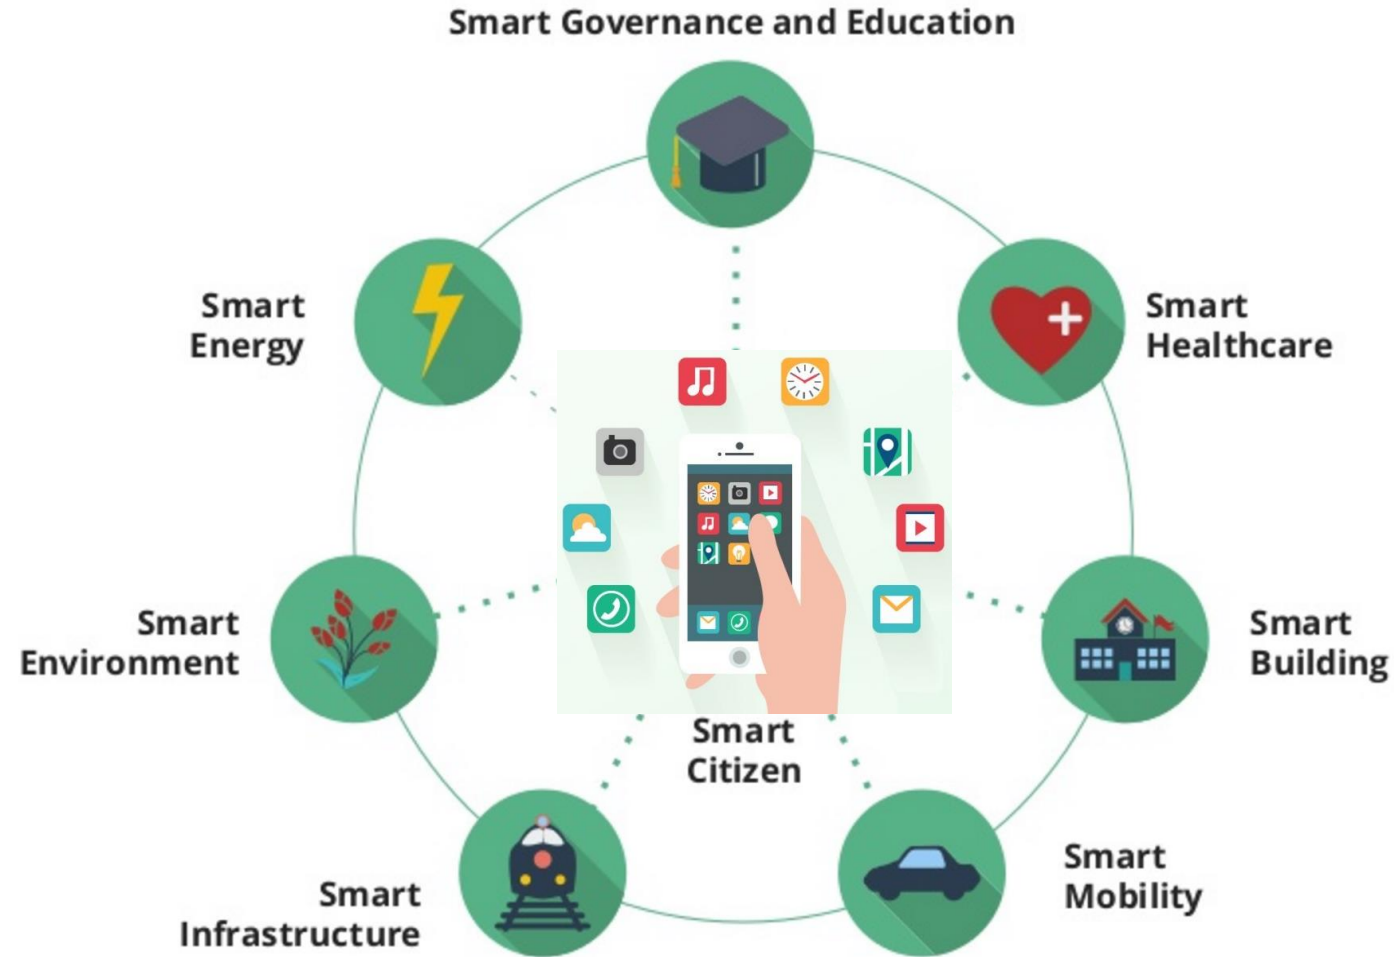 Smart Governance and Education
Smart
Energy
Smart
Healthcare
Smart
Environment
Smart
Building
Smart
Citizen
Smart
Infrastructure
Smart
Mobility